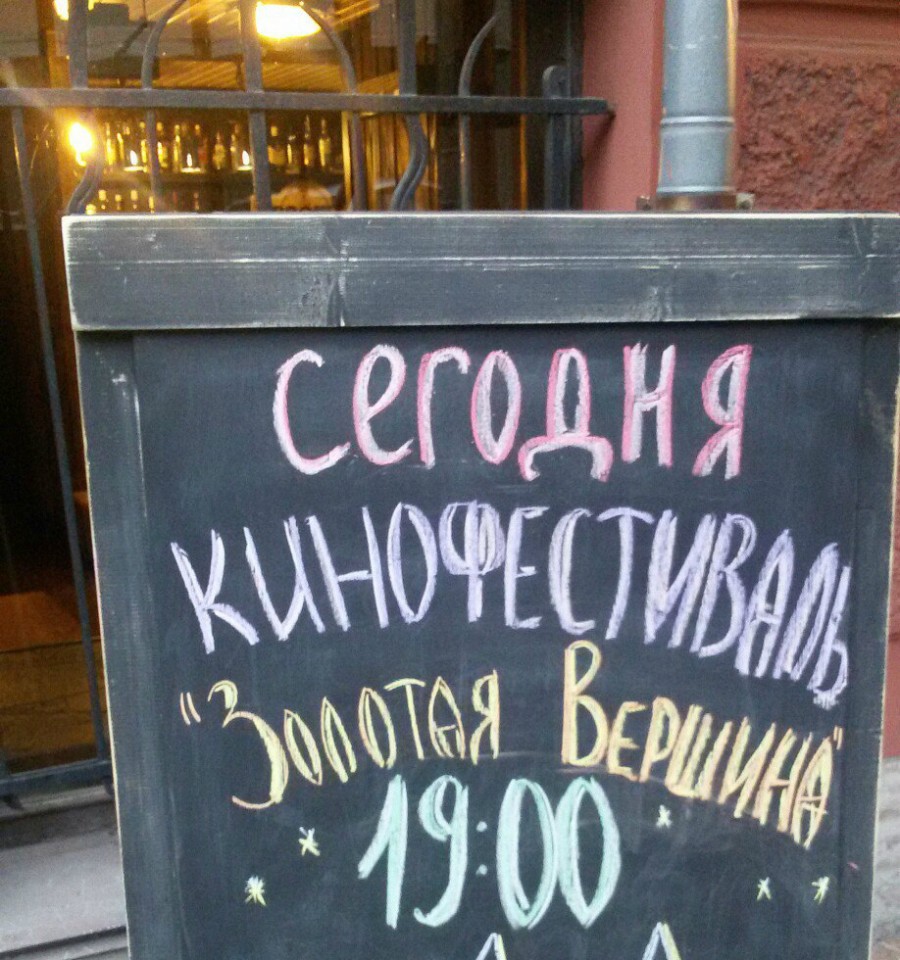 сегодня
КИНОФЕСТИВАЛЬ
"Золотая Вершина"
19:00